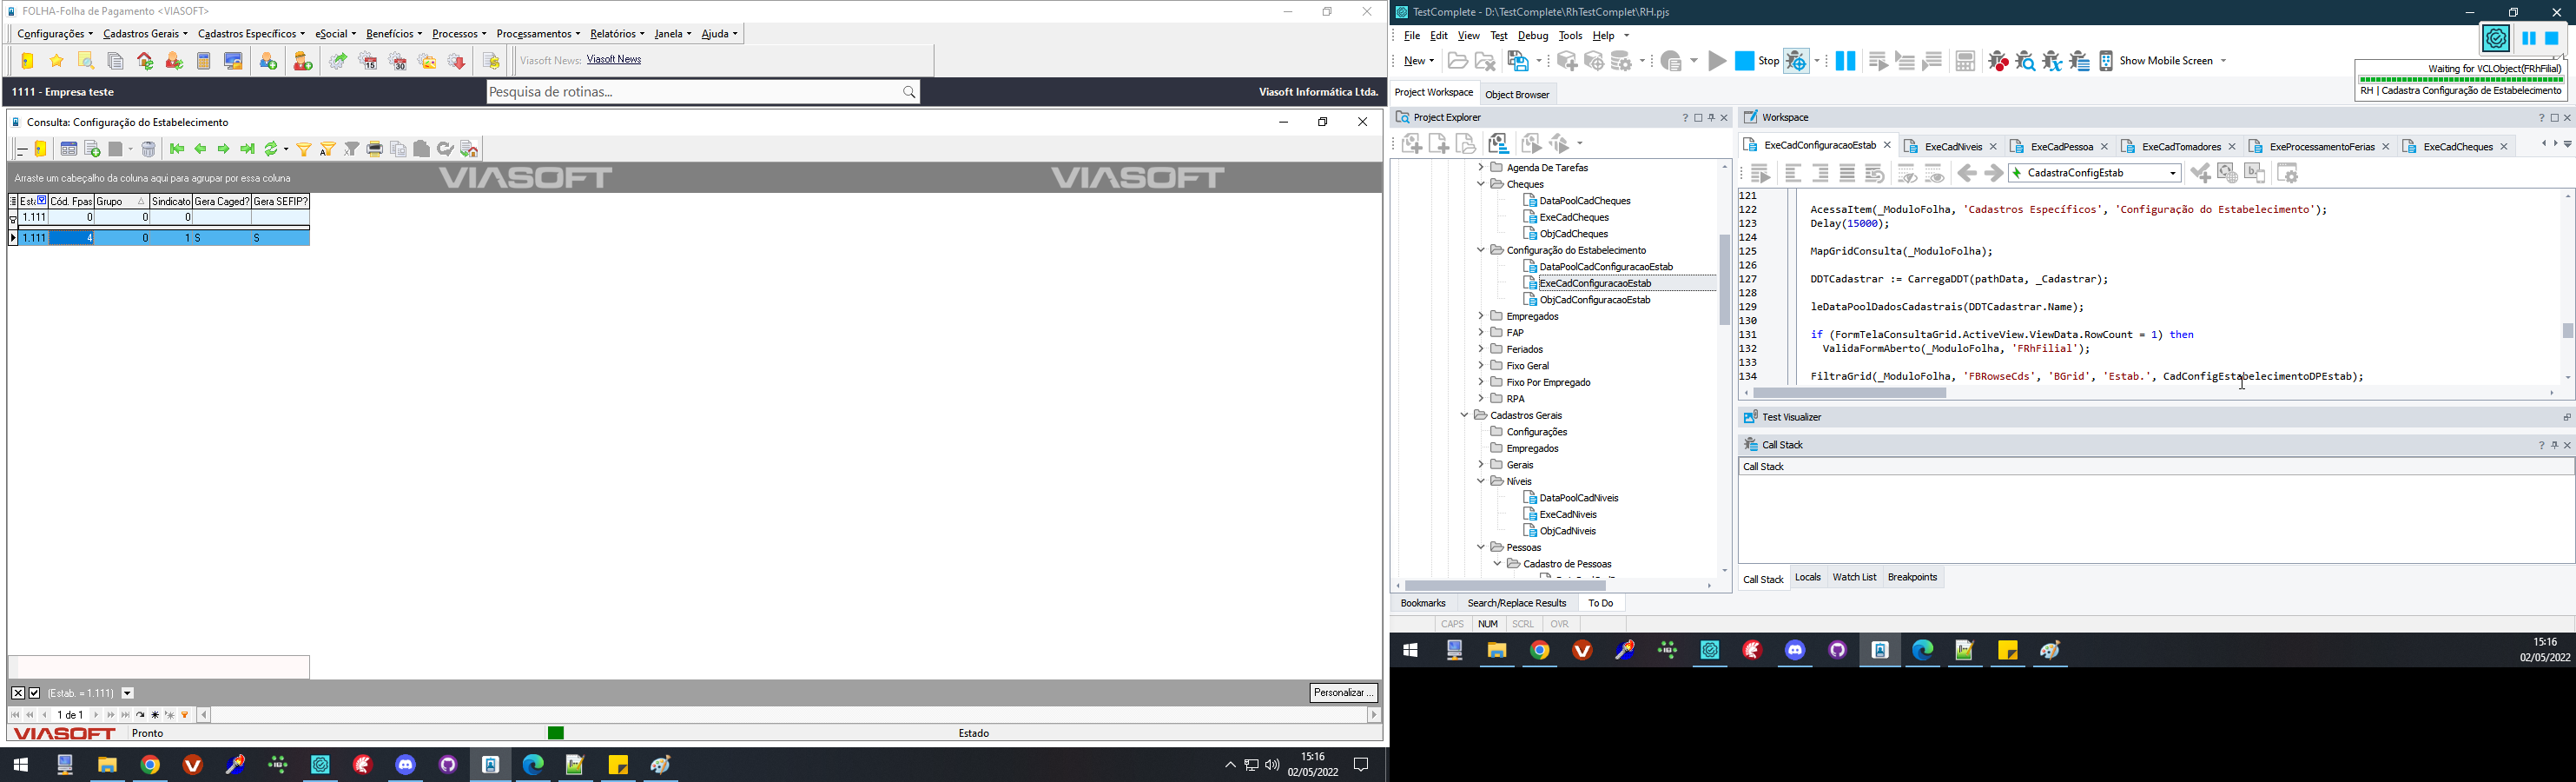 FOLHA-Folha de Pagamento <VIASOFT>
Configurações Cadastros Gerais Cadastros Específicos eSocial Benefícios Processos Processamentos Relatórios Janela Ajuda
Viasoft News: Viasoft News
1111 - Empresa teste
Pesquisa de rotinas...
Viasoft Informática Ltda.
Consulta: Configuração do Estabelecimento
Arraste um cabeçalho da coluna aqui para agrupar por essa coluna
VIASOFT
VIASOFT
Cód. Fpas Grupo Sindicato Gera Caged? Gera SEFIP?
1.111 0 0 0
1.111 4 0 1 S S
(Estab. = 1.111)
Personalizar ...
1 de 1
VIASOFT Pronto
Estado
15:16
02/05/2022
TestComplete - D:\TestComplete\RhTestComplet\RH.pjs
File Edit View Test Debug Tools Help
New
Stop
Show Mobile Screen
Waiting for VCLObject(FRhFilial)
RH | Cadastra Configuração de Estabelecimento
Project Workspace Object Browser
Project Explorer
Agenda De Tarefas
Cheques
DataPoolCadCheques
ExeCadCheques
ObjCadCheques
Configuração do Estabelecimento
DataPoolCadConfiguracaoEstab
ExeCadConfiguracaoEstab
ObjCadConfiguracaoEstab
Empregados
FAP
Feriados
Fixo Geral
Fixo Por Empregado
RPA
Cadastros Gerais
Configurações
Empregados
Gerais
Níveis
DataPoolCadNiveis
ExeCadNiveis
ObjCadNiveis
Pessoas
Cadastro de Pessoas
Bookmarks Search/Replace Results To Do
CAPS NUM SCRL OVR
Workspace
ExeCadConfiguracaoEstab ExeCadNiveis ExeCadPessoa ExeCadTomadores ExeProcessamentoFerias ExeCadCheques
CadastraConfigEstab
121
122 AcessaItem(_ModuloFolha, 'Cadastros Específicos', 'Configuração do Estabelecimento');
123 Delay(15000);
124
125 MapGridConsulta(_ModuloFolha);
126
127 DDTCadastrar := CarregaDDT(pathData, _Cadastrar);
128
129 leDataPoolDadosCadastrais(DDTCadastrar.Name);
130
131 if (FormTelaConsultaGrid.ActiveView.ViewData.RowCount = 1) then
132 ValidaFormAberto(_ModuloFolha, 'FRhFilial');
133
134 FiltraGrid(_ModuloFolha, 'FBRowseCds', 'BGrid', 'Estab.', CadConfigEstabelecimentoDPEstab);
Test Visualizer
Call Stack
Call Stack
Call Stack Locals Watch List Breakpoints
15:16
02/05/2022